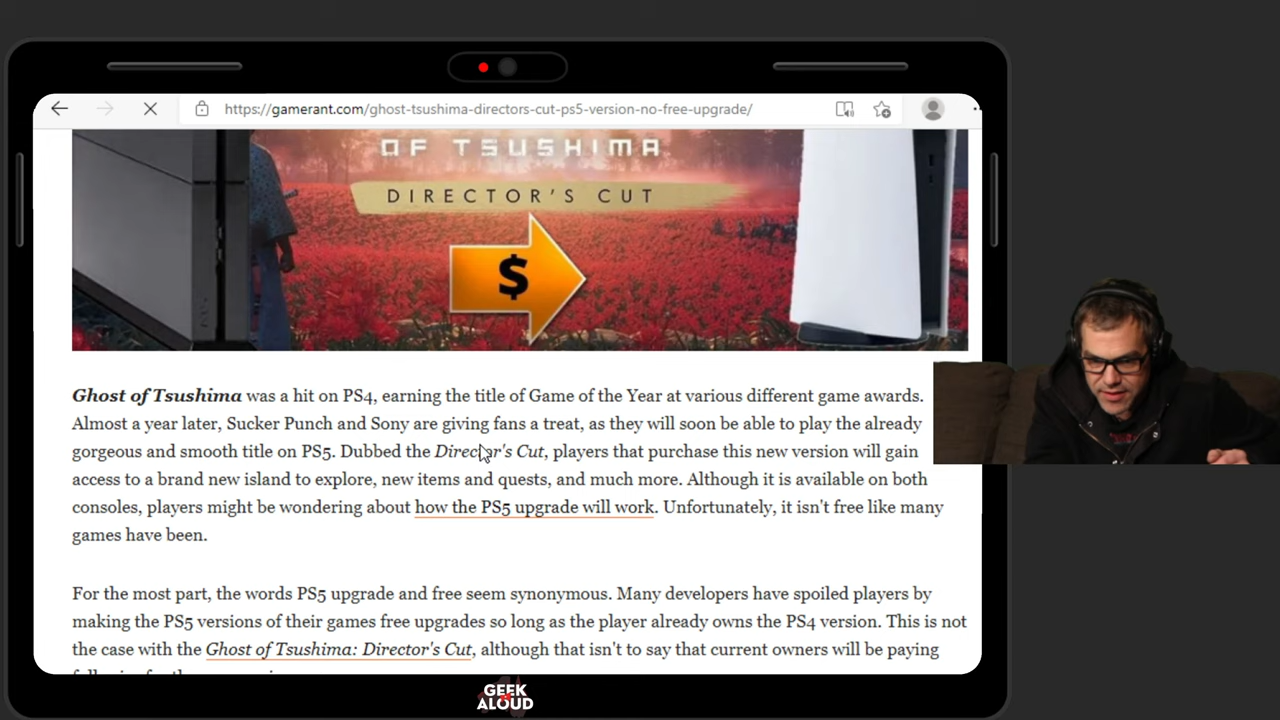 https://gamerant.com/ghost-tsushima-directors-cut-ps5-version-no-free-upgrade/
OF TSUSHIMA
DIRECTOR'S CUT
$
Ghost of Tsushima was a hit on PS4, earning the title of Game of the Year at various different game awards.
Almost a year later, Sucker Punch and Sony are giving fans a treat, as they will soon be able to play the already
gorgeous and smooth title on PS5. Dubbed the Director's Cut, players that purchase this new version will gain
access to a brand new island to explore, new items and quests, and much more. Although it is available on both
consoles, players might be wondering about how the PS5 upgrade will work. Unfortunately, it isn't free like many
games have been.
For the most part, the words PS5 upgrade and free seem synonymous. Many developers have spoiled players by
making the PS5 versions of their games free upgrades so long as the player already owns the PS4 version. This is not
the case with the Ghost of Tsushima: Director's Cut, although that isn't to say that current owners will be paying
GEEK
ALOUD